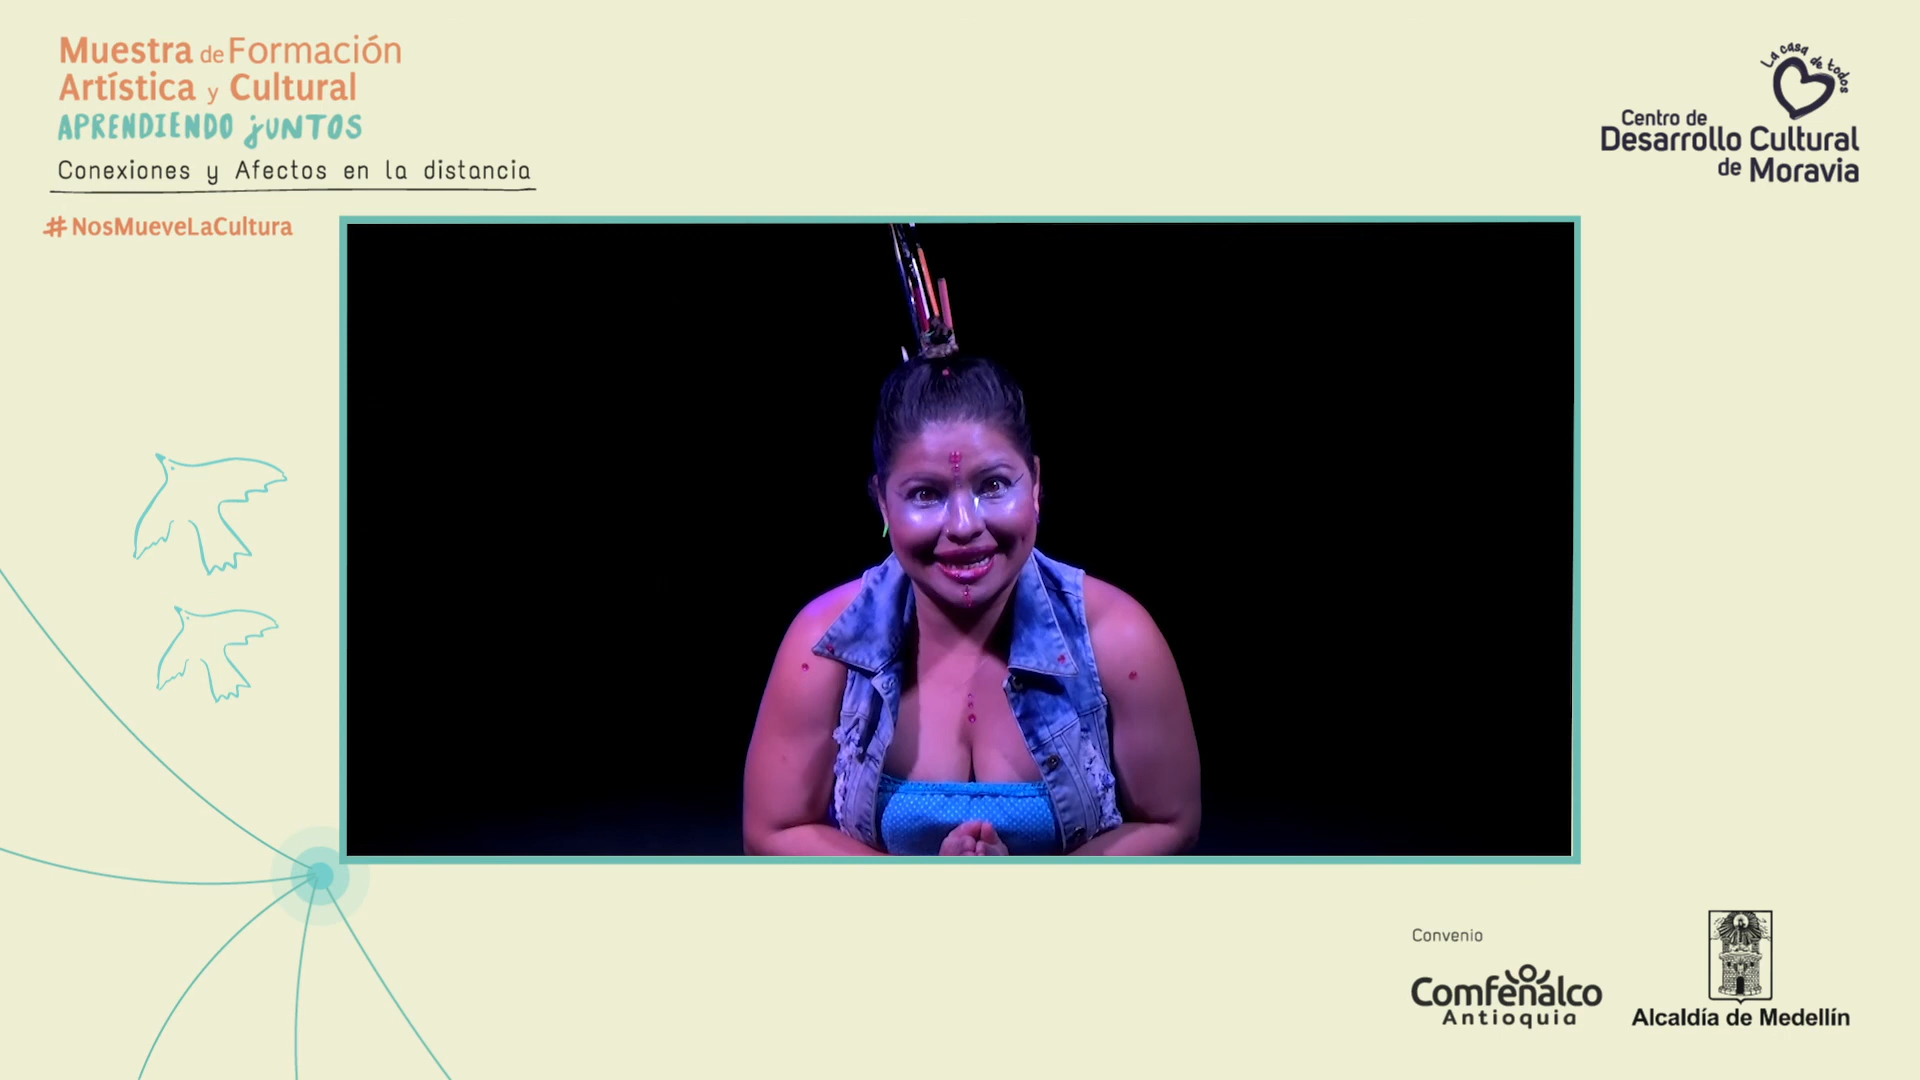 Muestra de Formación
Artística y Cultural
APRENDIENDO jUNTOS
Conexiones y Afectos en la distancia
#NosMueveLaCultura
La casa de todos
Centro de
Desarrollo Cultural
de Moravia
Convenio
Comfenalco
Antioquia
Alcaldía de Medellín